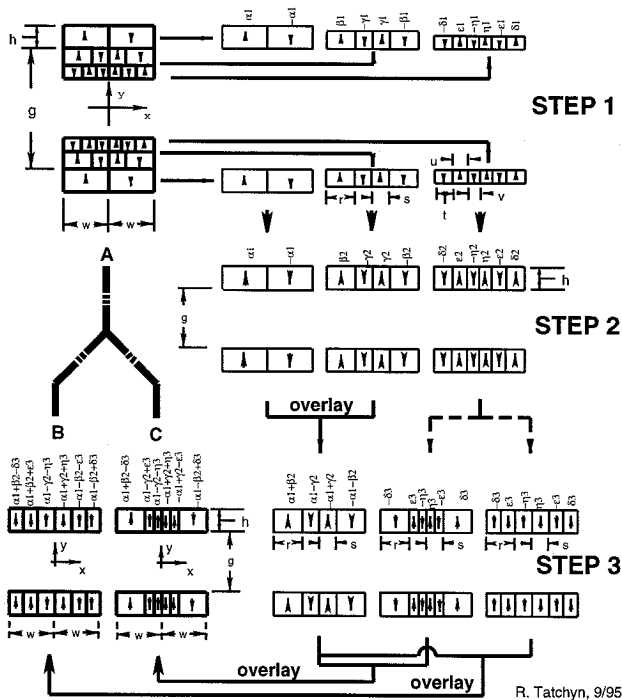 α1 -α1 β1 -γ1 γ1 -β1 -δ1 ε1 -η1 η1 -ε1 δ1
h
g
y
x
STEP 1
u
r s
v
t
w w
A
αi -α1 β2 -γ2 γ2 -β2 -δ2 ε2 -η2 η2 -ε2 δ2
h
g
STEP 2
overlay
B C
α1+β2-δ3 α1+β2+ε3 α1-γ2-η3 -α1+γ2+η3 -α1-β2-ε3 -α1-β2+δ3
α1+β2-δ3 α1-γ2+ε3 α1-γ2-η3 -α1+γ2+η3 -α1+γ2-ε3 -α1-β2+δ3
α1+β2 α1-γ2 -α1+γ2 -α1-β2
-δ3 ε3 -η3 η3 -ε3 δ3
-δ3 ε3 -η3 η3 -ε3 δ3
h
y y
x x
g
r s r s r s
STEP 3
w w w w
overlay
overlay
R. Tatchyn, 9/95